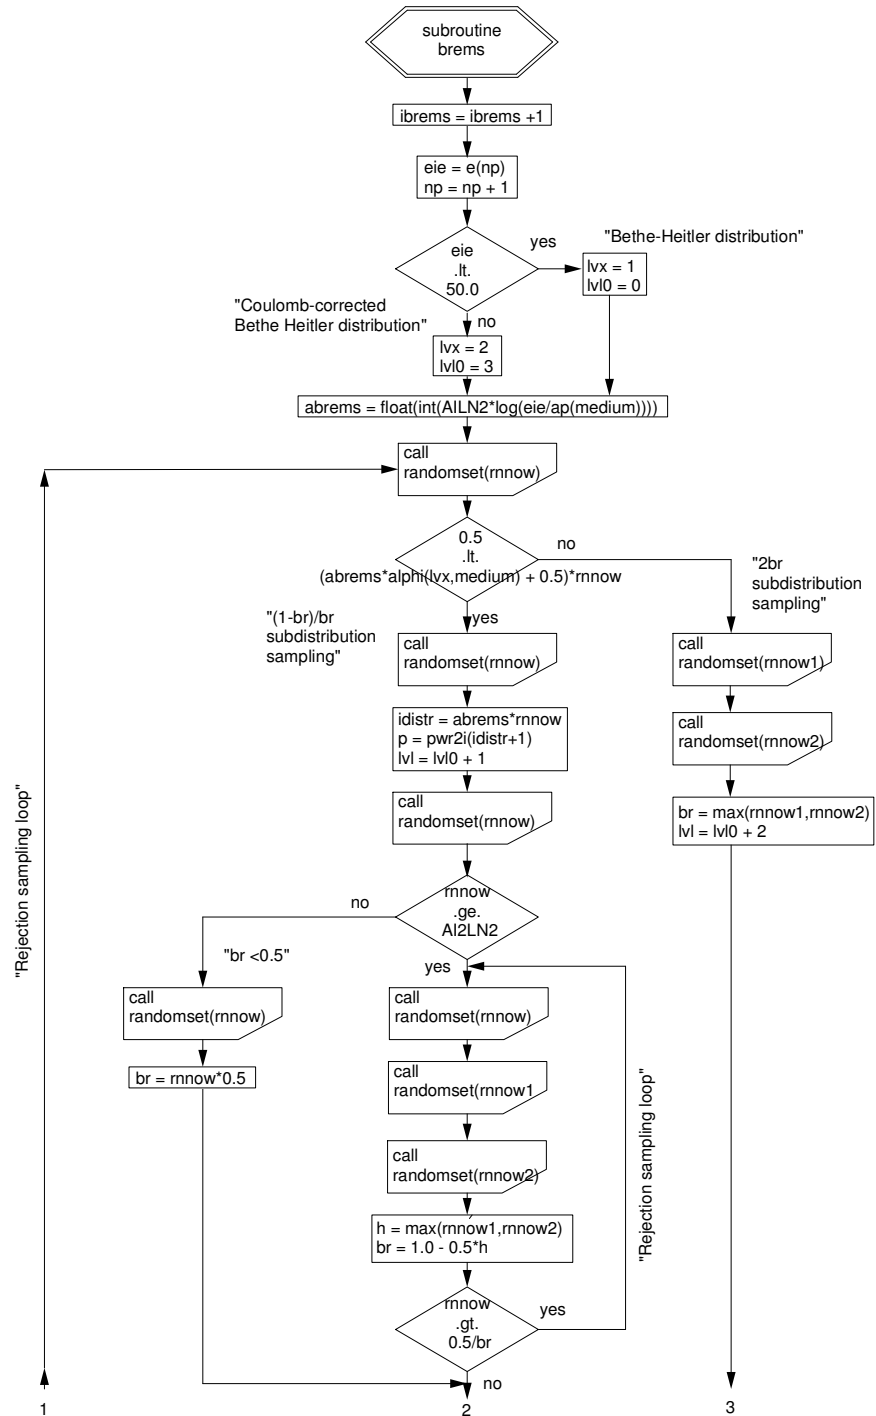 subroutine
brems
ibrems = ibrems +1
eie = e(np)
np = np + 1
eie
.lt.
50.0
yes
"Bethe-Heitler distribution"
lvx = 1
lvl0 = 0
"Coulomb-corrected
Bethe Heitler distribution"
no
lvx = 2
lvl0 = 3
abrems = float(int(AILN2*log(eie/ap(medium))))
call
randomset(rnnow)
0.5
.lt.
(abrems*alphi(lvx,medium) + 0.5)*rnnow
no
"2br
subdistribution
sampling"
yes
"(1-br)/br
subdistribution
sampling"
call
randomset(rnnow)
call
randomset(rnnow1)
idistr = abrems*rnnow
p = pwr2i(idistr+1)
lvl = lvl0 + 1
call
randomset(rnnow2)
call
randomset(rnnow)
br = max(rnnow1,rnnow2)
lvl = lvl0 + 2
"Rejection sampling loop"
rnnow
.ge.
AI2LN2
no
yes
"br <0.5"
call
randomset(rnnow)
br = rnnow*0.5
call
randomset(rnnow)
call
randomset(rnnow1
call
randomset(rnnow2)
h = max(rnnow1,rnnow2)
br = 1.0 - 0.5*h
"Rejection sampling loop"
rnnow
.gt.
0.5/br
yes
no
1
2
3